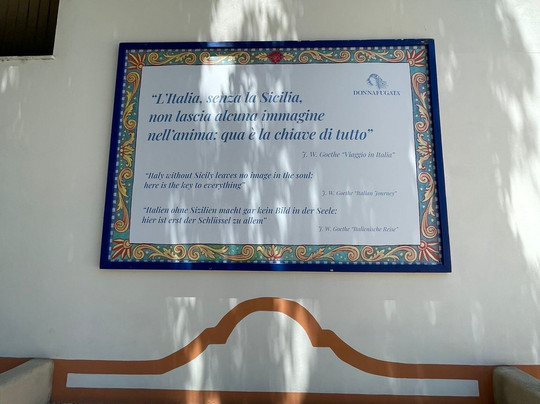 DONNAFUGATA
“L’Italia, senza la Sicilia,
non lascia alcuna immagine
nell’anima: qua è la chiave di tutto”
J. W. Goethe “Viaggio in Italia”
“Italy without Sicily leaves no image in the soul:
here is the key to everything”
J. W. Goethe “Italian Journey”
“Italien ohne Sizilien macht gar kein Bild in der Seele:
hier ist erst der Schlüssel zu allem”
J. W. Goethe “Italienische Reise”